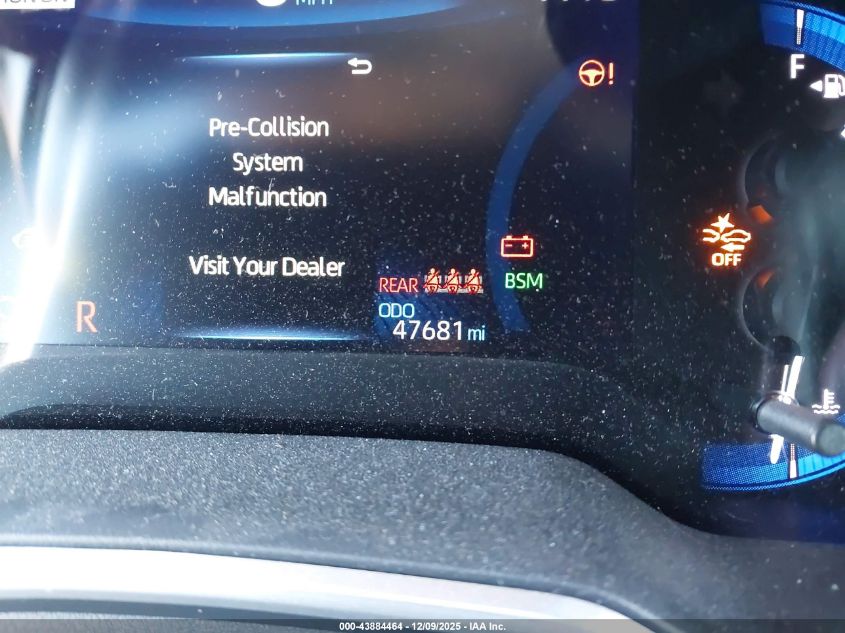 MPH
Pre-Collision
System
Malfunction
Visit Your Dealer
F
OFF
REAR
BSM
R
ODO
47681 mi
000-43884464 - 12/09/2025 - IAA Inc.